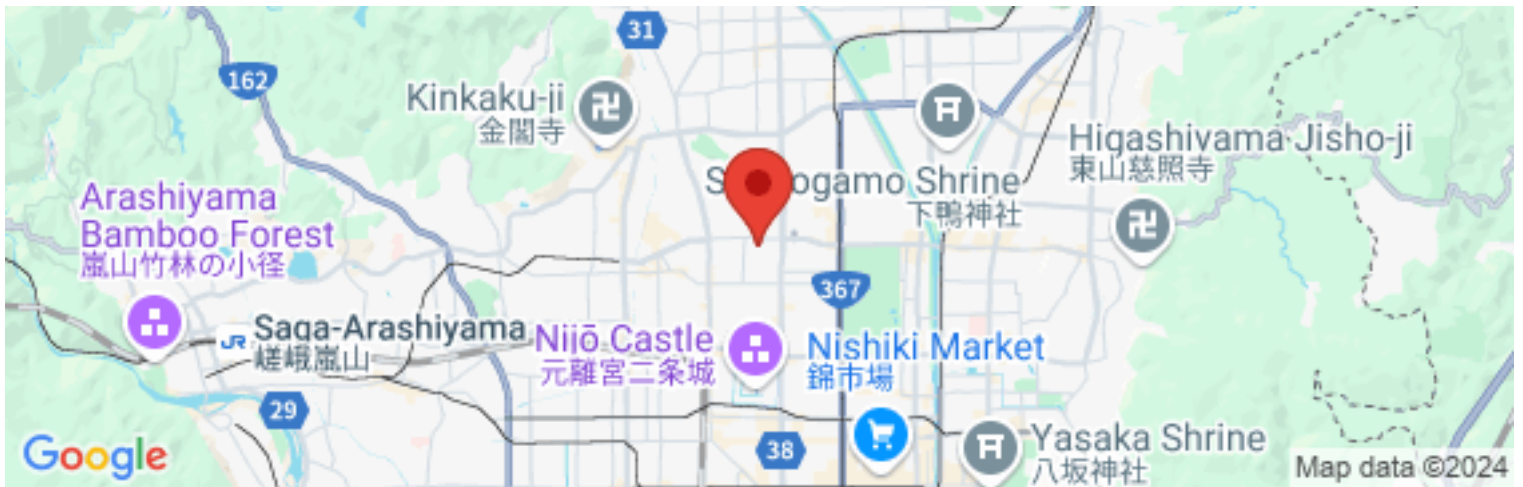 31
162
Kinkaku-ji
金閣寺
Higashiyama Jisho-ji
東山慈照寺
Shrine
下鴨神社
Arashiyama
Bamboo Forest
嵐山竹林の小径
367
JR Saga-Arashiyama
嵯峨嵐山
Nijō Castle
元離宮二条城
Nishiki Market
錦市場
29
38
Yasaka Shrine
八坂神社
Google
Map data ©2024